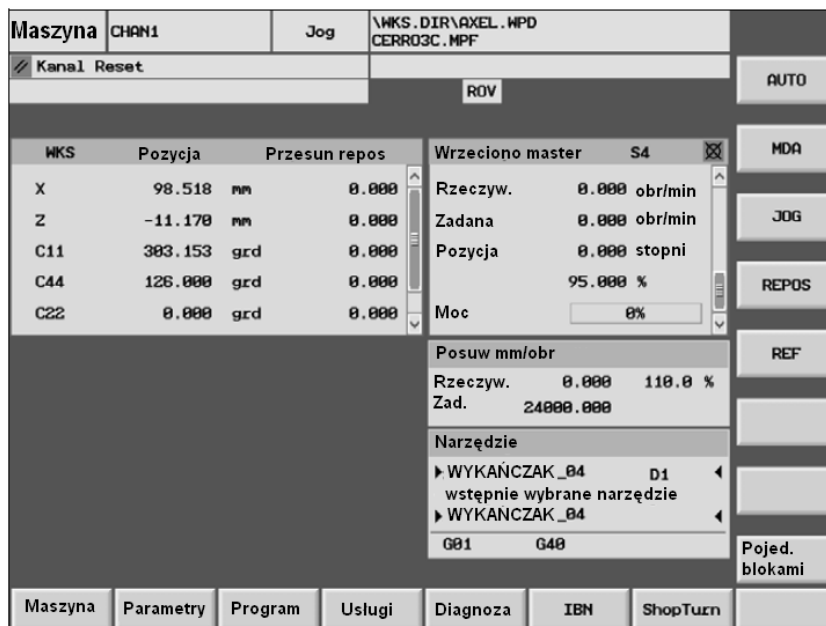 Maszyna CHAN1 Jog \WKS.DIR\AXEL.WPD
CERRO3C.MPF
Kanal Reset
ROV
AUTO
WKS Pozycja Przesun repos
X 98.518 mm 0.000
Z -11.170 mm 0.000
C11 303.153 grd 0.000
C44 126.000 grd 0.000
C22 0.000 grd 0.000
Wrzeciono master S4
Rzeczyw. 0.000 obr/min
Zadana 0.000 obr/min
Pozycja 0.000 stopni
95.000 %
Moc 0%
Posuw mm/obr
Rzeczyw. 0.000 110.0 %
Zad. 24000.000
Narzędzie
WYKAŃCZAK_04 D1
wstępnie wybrane narzędzie
WYKAŃCZAK_04
G01 G40
MDA
JOG
REPOS
REF
Pojed.
blokami
Maszyna Parametry Program Usługi Diagnoza IBN ShopTurn